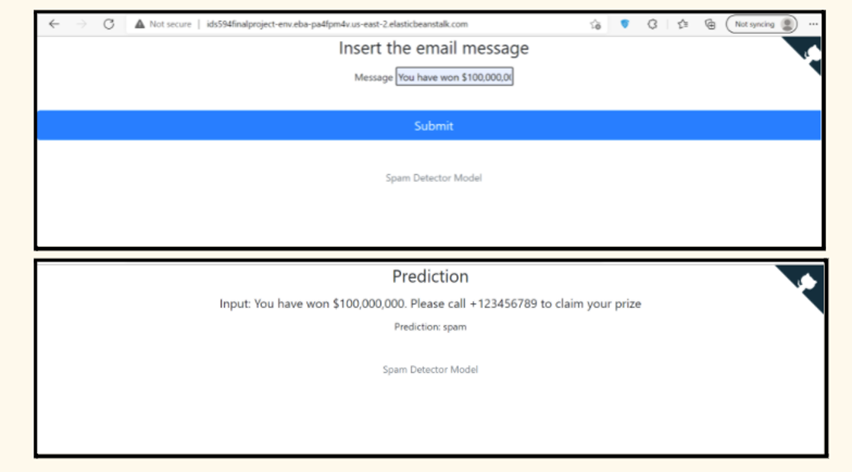 Not secure | ids594finalproject-env.eba-pa4fpm4v.us-east-2.elasticbeanstalk.com Not syncing
Insert the email message
Message You have won $100,000,0
Submit
Spam Detector Model
Prediction
Input: You have won $100,000,000. Please call +123456789 to claim your prize
Prediction: spam
Spam Detector Model